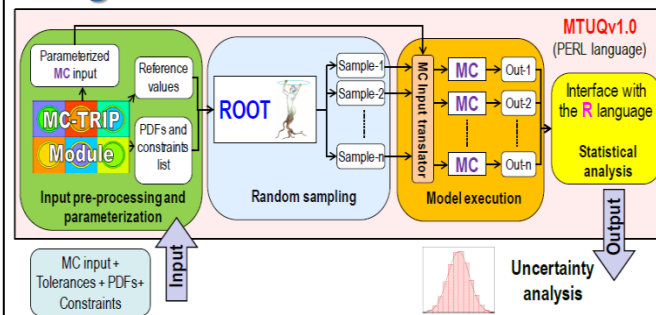 MTUQv1.0
(PERL language)
Parameterized
MC input
Reference
values
MC-TRIP
Module
PDFs and
constraints
list
Input pre-processing and
parameterization
ROOT
Sample-1
Sample-2
Sample-n
Random sampling
MC Input translator
MC
Out-1
MC
Out-2
MC
Out-n
Model execution
Interface with
the R language
Statistical
analysis
MC input +
Tolerances + PDFs+
Constraints
Input
Uncertainty
analysis
Output